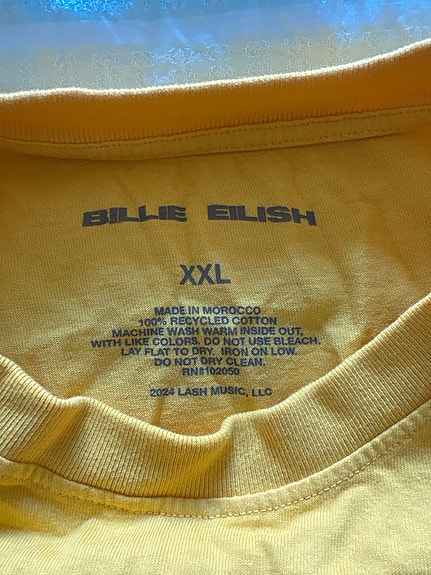 BILLIE EILISH
XXL
MADE IN MOROCCO
100% RECYCLED COTTON
MACHINE WASH WARM INSIDE OUT,
WITH LIKE COLORS. DO NOT USE BLEACH.
LAY FLAT TO DRY. IRON ON LOW.
DO NOT DRY CLEAN.
RN#102050
2024 LASH MUSIC, LLC